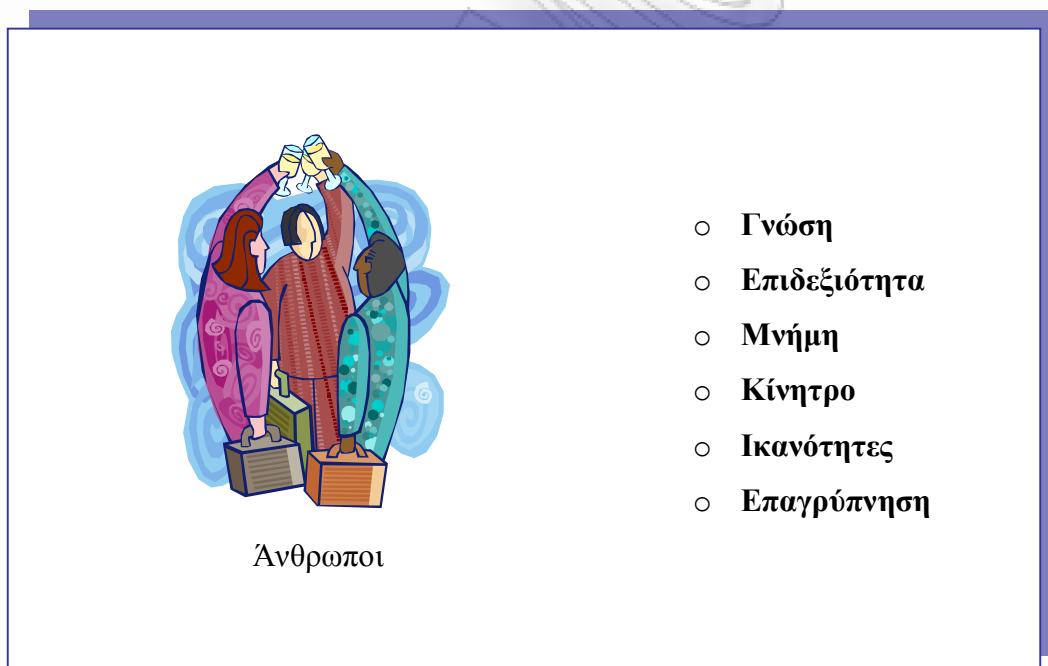 Γνώση
Επιδεξιότητα
Μνήμη
Κίνητρο
Ικανότητες
Επαγρύπνηση
Άνθρωποι